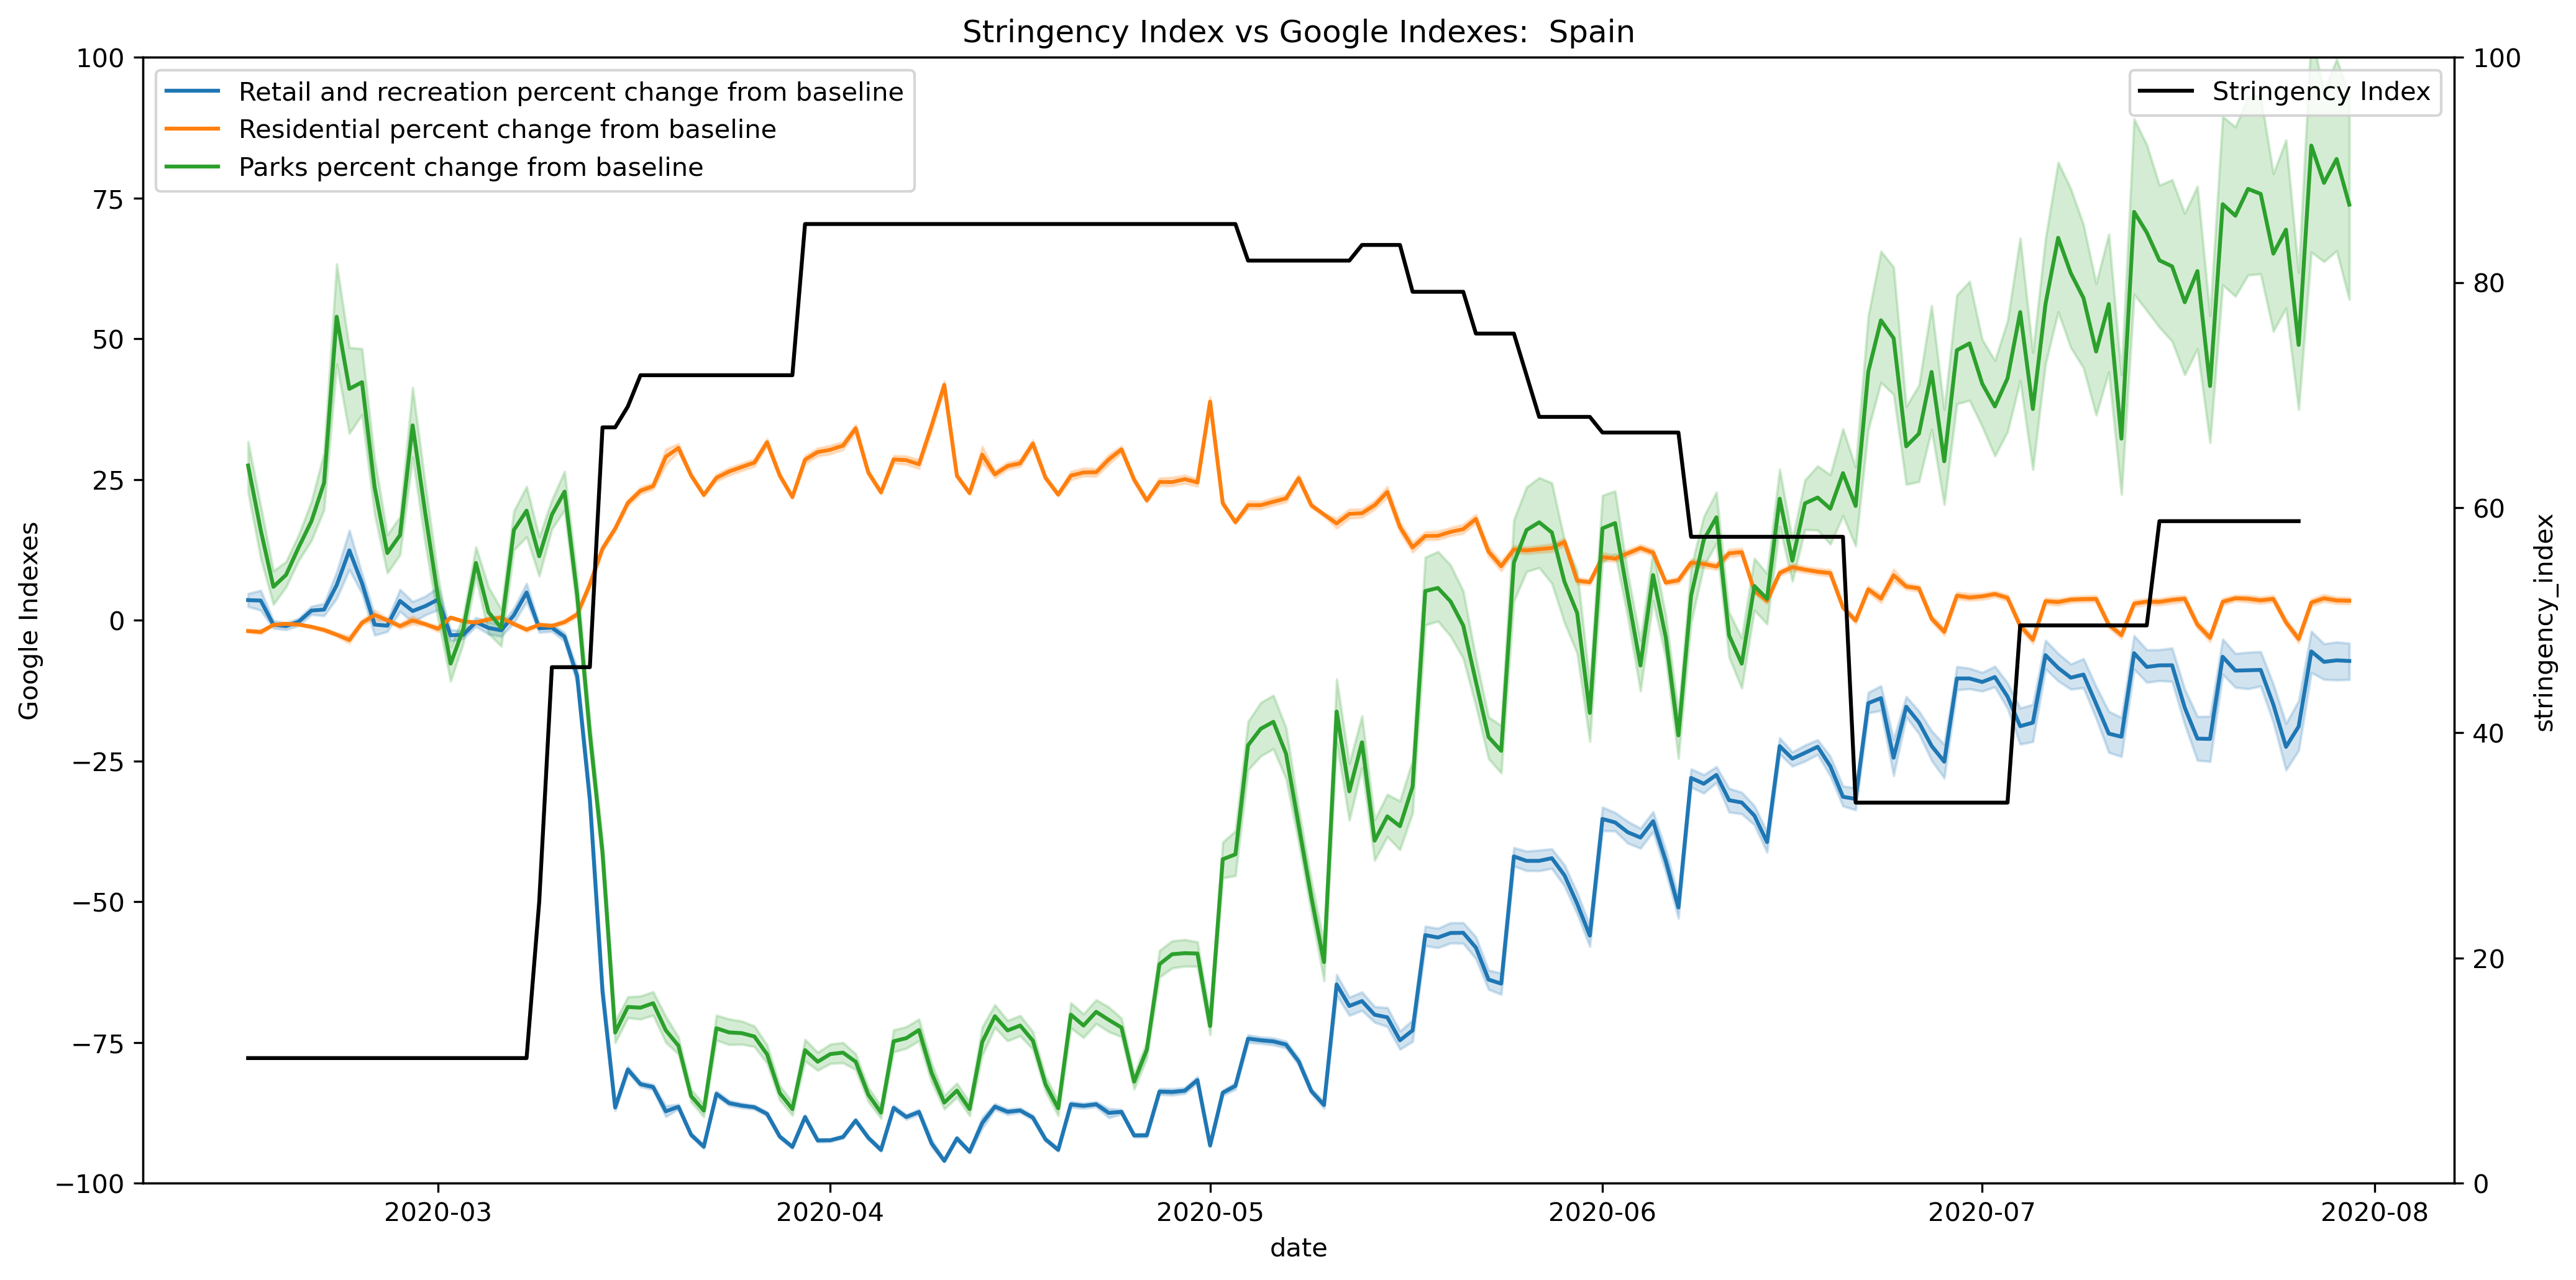 Stringency Index vs Google Indexes:  Spain
Retail and recreation percent change from baseline
Residential percent change from baseline
Parks percent change from baseline
Stringency Index
Google Indexes
100
75
50
25
0
−25
−50
−75
−100
100
80
60
40
20
0
stringency_index
2020-03
2020-04
2020-05
2020-06
2020-07
2020-08
date